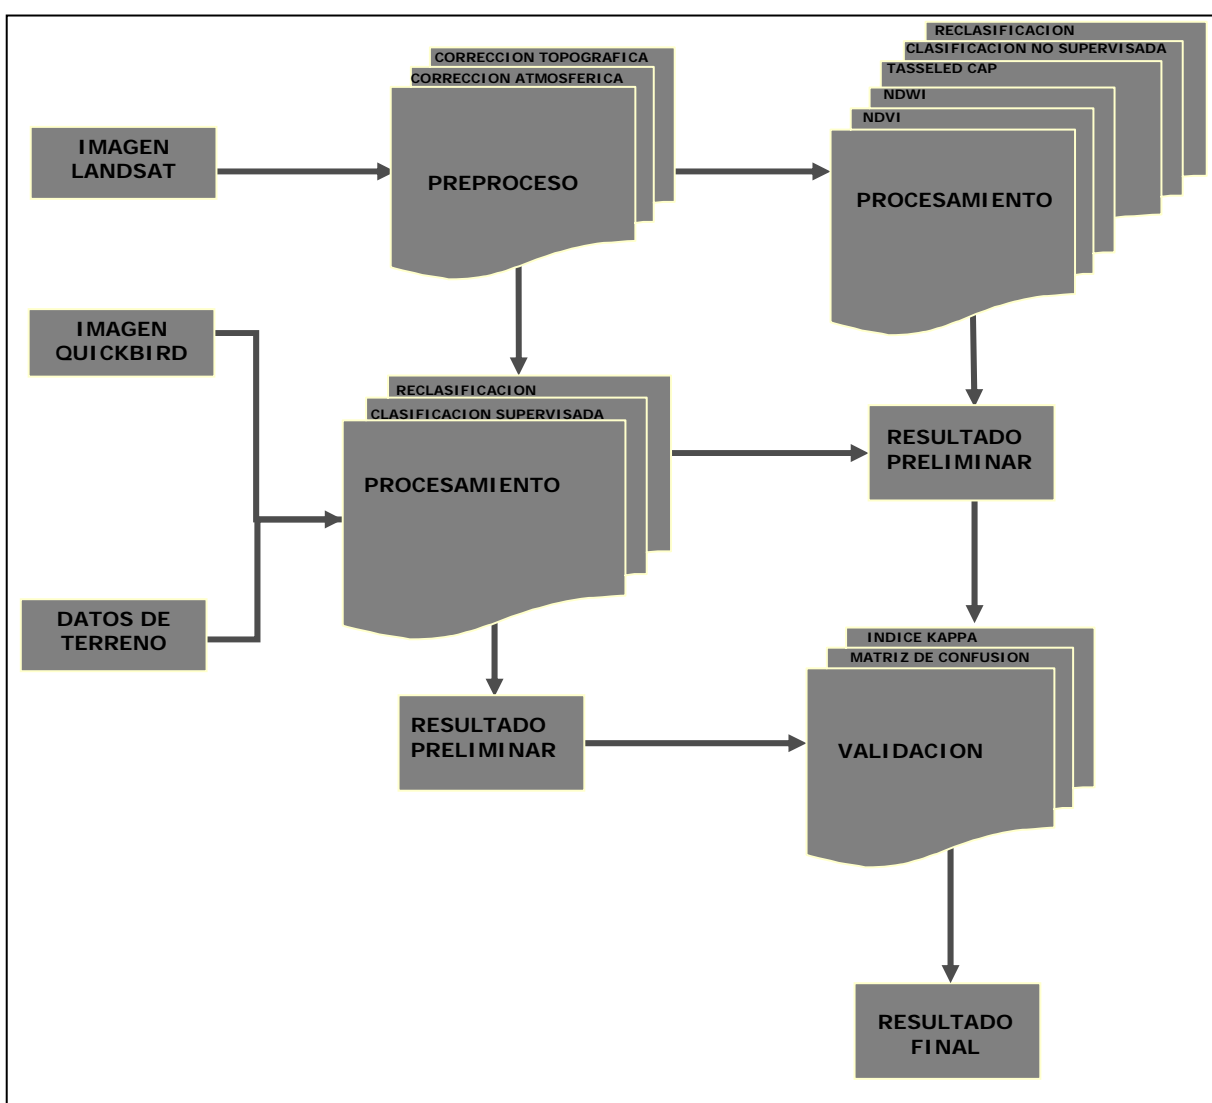 IMAGEN
LANDSAT
CORRECCION TOPOGRAFICA
CORRECCION ATMOSFERICA
PREPROCESO
RECLASIFICACION
CLASIFICACION NO SUPERVISADA
TASSELED CAP
NDWI
NDVI
PROCESAMIENTO
IMAGEN
QUICKBIRD
RECLASIFICACION
CLASIFICACION SUPERVISADA
PROCESAMIENTO
RESULTADO
PRELIMINAR
DATOS DE
TERRENO
RESULTADO
PRELIMINAR
INDICE KAPPA
MATRIZ DE CONFUSION
VALIDACION
RESULTADO
FINAL